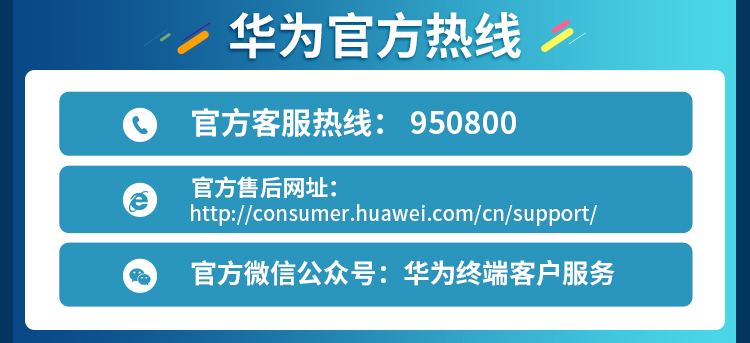 华为官方热线
官方客服热线： 950800
官方售后网址：
http://consumer.huawei.com/cn/support/
官方微信公众号：华为终端客户服务